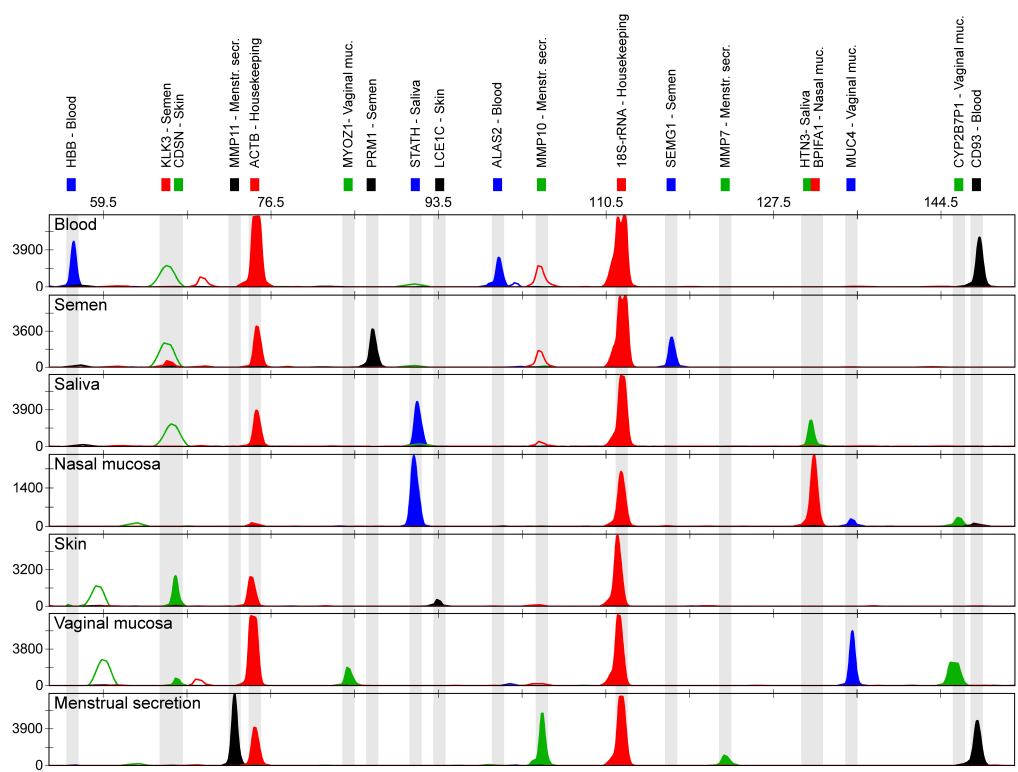 HBB - Blood
KLK3 - Semen
CDSN - Skin
MMP11 - Menstr. secr.
ACTB - Housekeeping
MYOZ1- Vaginal muc.
PRM1 - Semen
STATH - Saliva
LCE1C - Skin
ALAS2 - Blood
MMP10 - Menstr. secr.
18S-rRNA - Housekeeping
SEMG1 - Semen
MMP7 - Menstr. secr.
HTN3- Saliva
BPIFA1 - Nasal muc.
MUC4 - Vaginal muc.
CYP2B7P1 - Vaginal muc.
CD93 - Blood
59.5 76.5 93.5 110.5 127.5 144.5
Blood
3900
0
Semen
3600
0
Saliva
3900
0
Nasal mucosa
1400
0
Skin
3200
0
Vaginal mucosa
3800
0
Menstrual secretion
3900
0